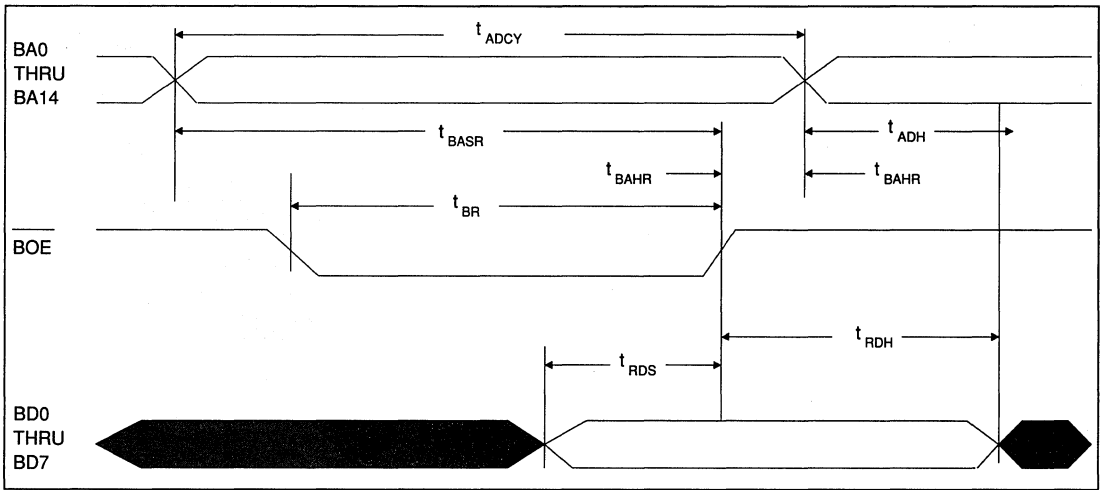 t ADCY
BA0
THRU
BA14
t BASR
t ADH
t BAHR
t BAHR
t BR
BOE
t RDH
t RDS
BD0
THRU
BD7